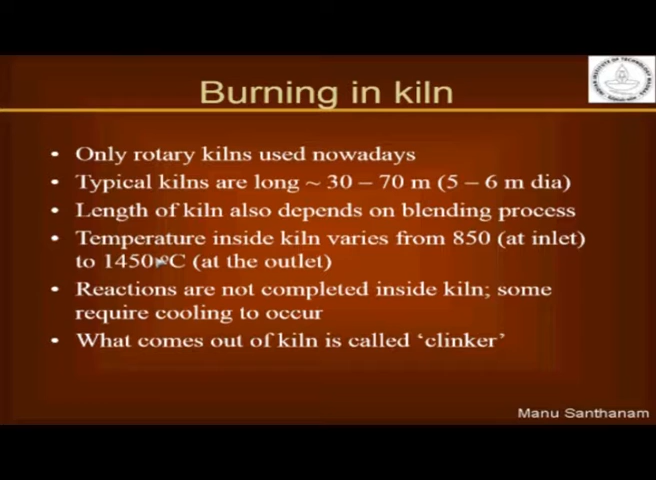 Burning in kiln
• Only rotary kilns used nowadays
• Typical kilns are long ~ 30 – 70 m (5 – 6 m dia)
• Length of kiln also depends on blending process
• Temperature inside kiln varies from 850 (at inlet)
to 1450 °C (at the outlet)
• Reactions are not completed inside kiln; some
require cooling to occur
• What comes out of kiln is called ‘clinker’
Manu Santhanam